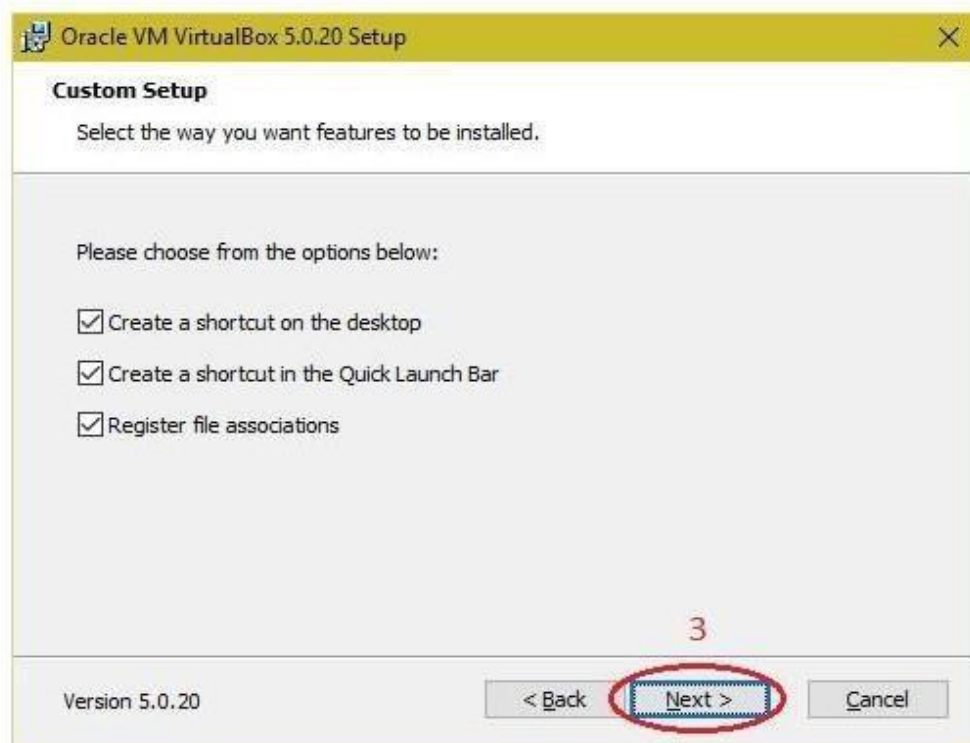 Oracle VM VirtualBox 5.0.20 Setup
Custom Setup
Select the way you want features to be installed.
Please choose from the options below:
Create a shortcut on the desktop
Create a shortcut in the Quick Launch Bar
Register file associations
3
Version 5.0.20
< Back
Next >
Cancel